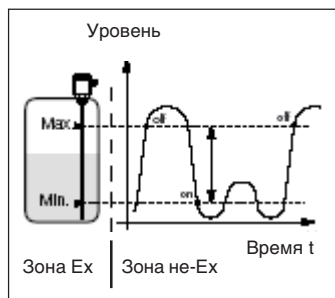 Уровень
Max.
off
off
on
Min.
Время t
Зона Ex
Зона не-Ex